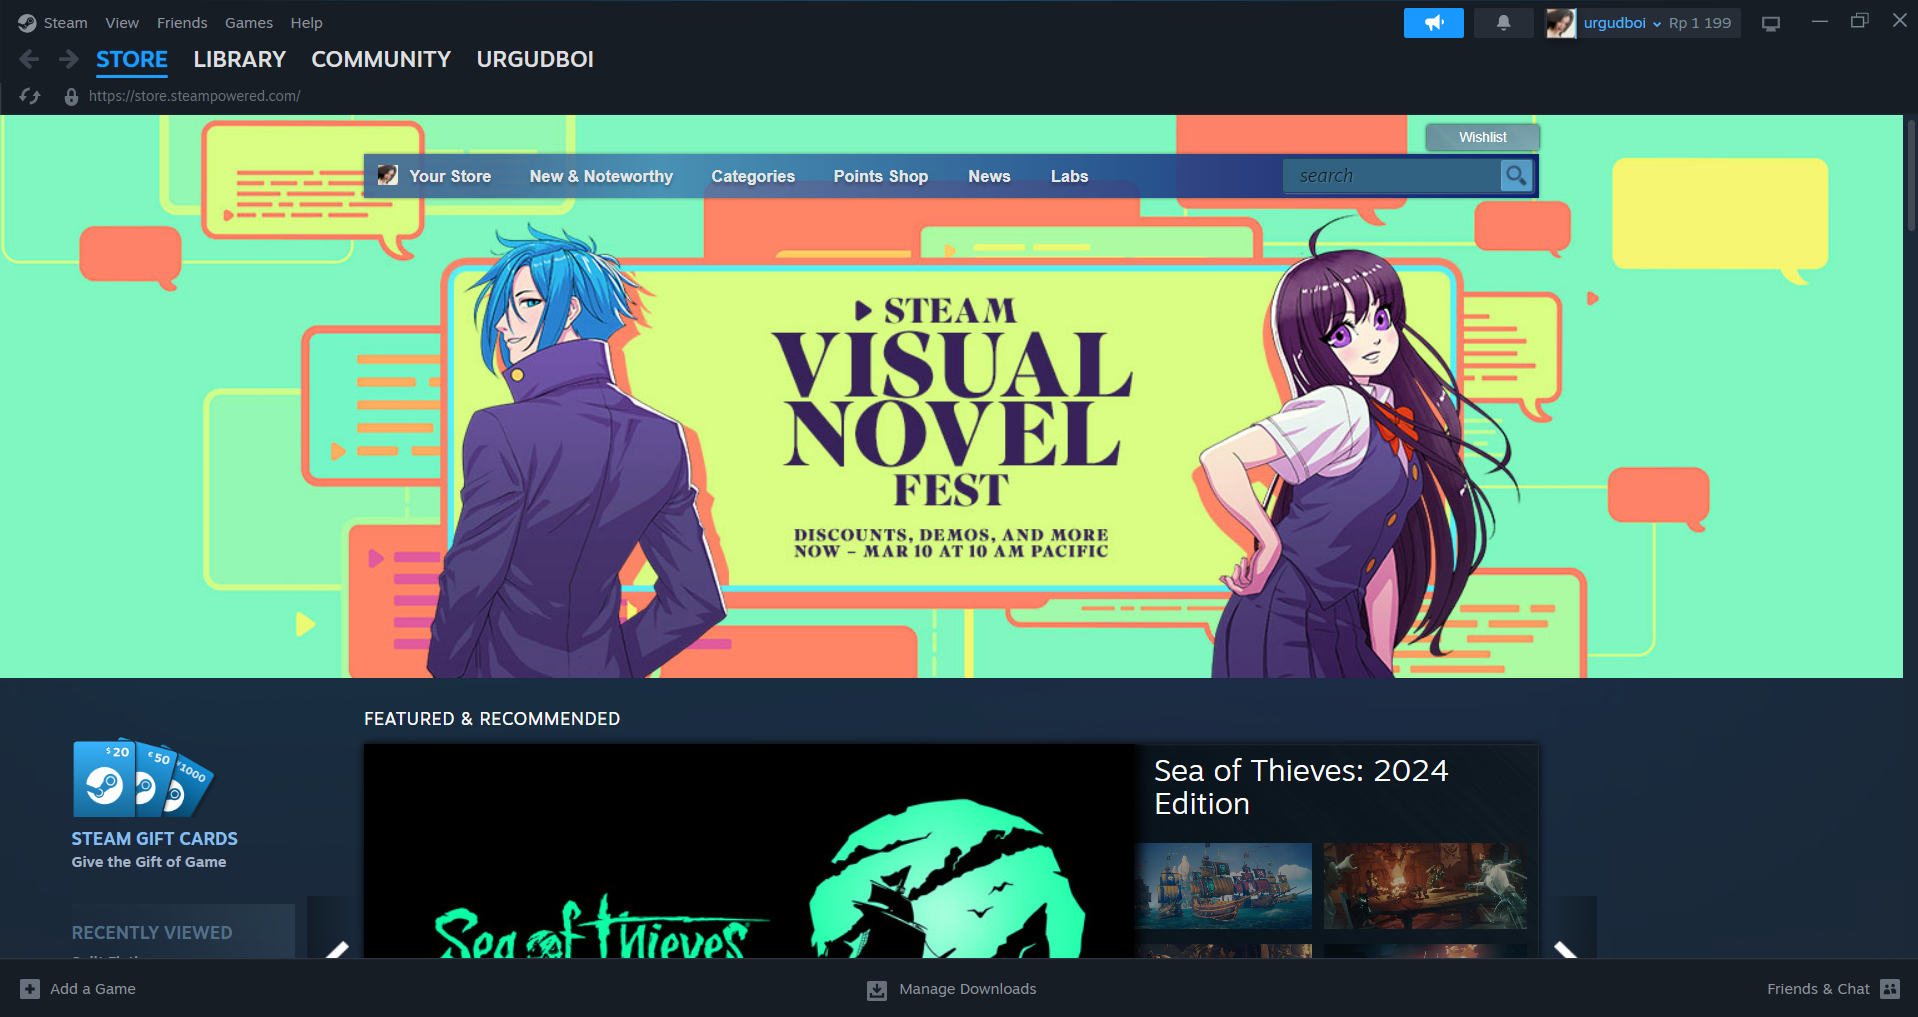 Steam View Friends Games Help
urgudboi Rp 1 199
STORE LIBRARY COMMUNITY URGUDBOI
https://store.steampowered.com/
Wishlist
Your Store New & Noteworthy Categories Points Shop News Labs search
STEAM
VISUAL
NOVEL
FEST
DISCOUNTS, DEMOS, AND MORE
NOW – MAR 10 AT 10 AM PACIFIC
FEATURED & RECOMMENDED
$20 €50 ¥1000
STEAM GIFT CARDS
Give the Gift of Game
RECENTLY VIEWED
Sea of Thieves
Sea of Thieves: 2024
Edition
Add a Game Manage Downloads Friends & Chat